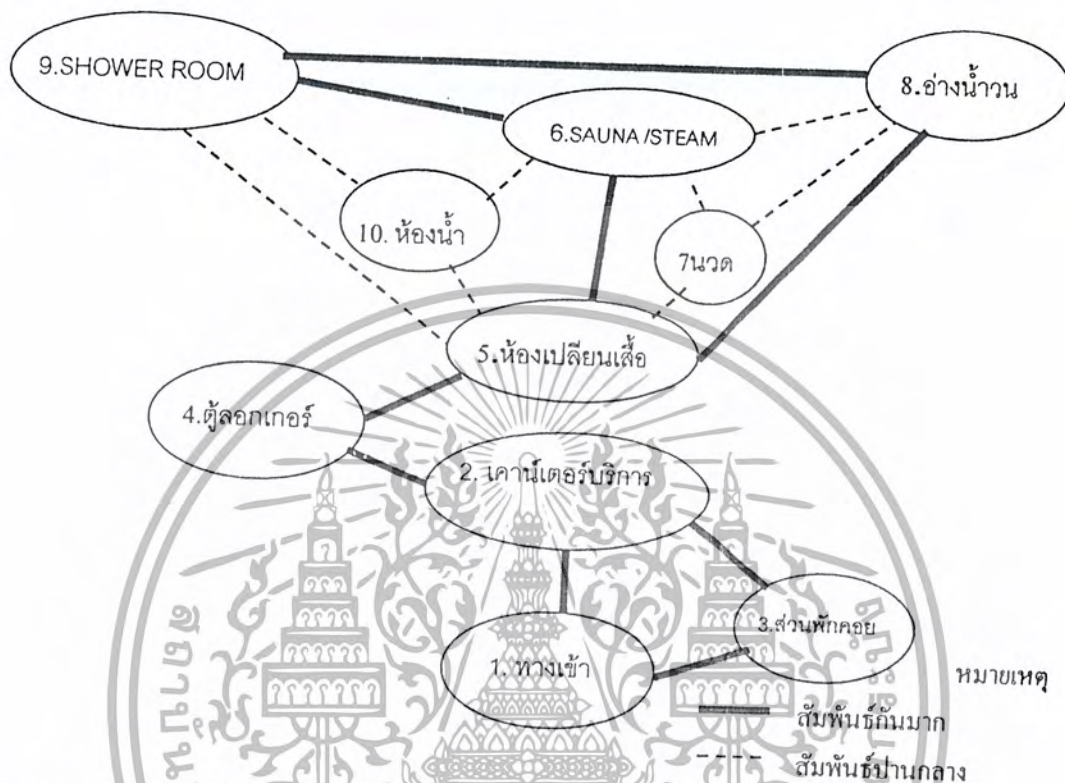 9.SHOWER ROOM
8.อ่างน้ำวน
6.SAUNA /STEAM
10. ห้องน้ำ
7นวด
5.ห้องเปลี่ยนเสื้อ
4.ตู้ลอกเกอร์
2. เคาน์เตอร์บริการ
3.ส่วนพักคอย
1. ทางเข้า
หมายเหตุ
สัมพันธ์กันมาก
สัมพันธ์ปานกลาง